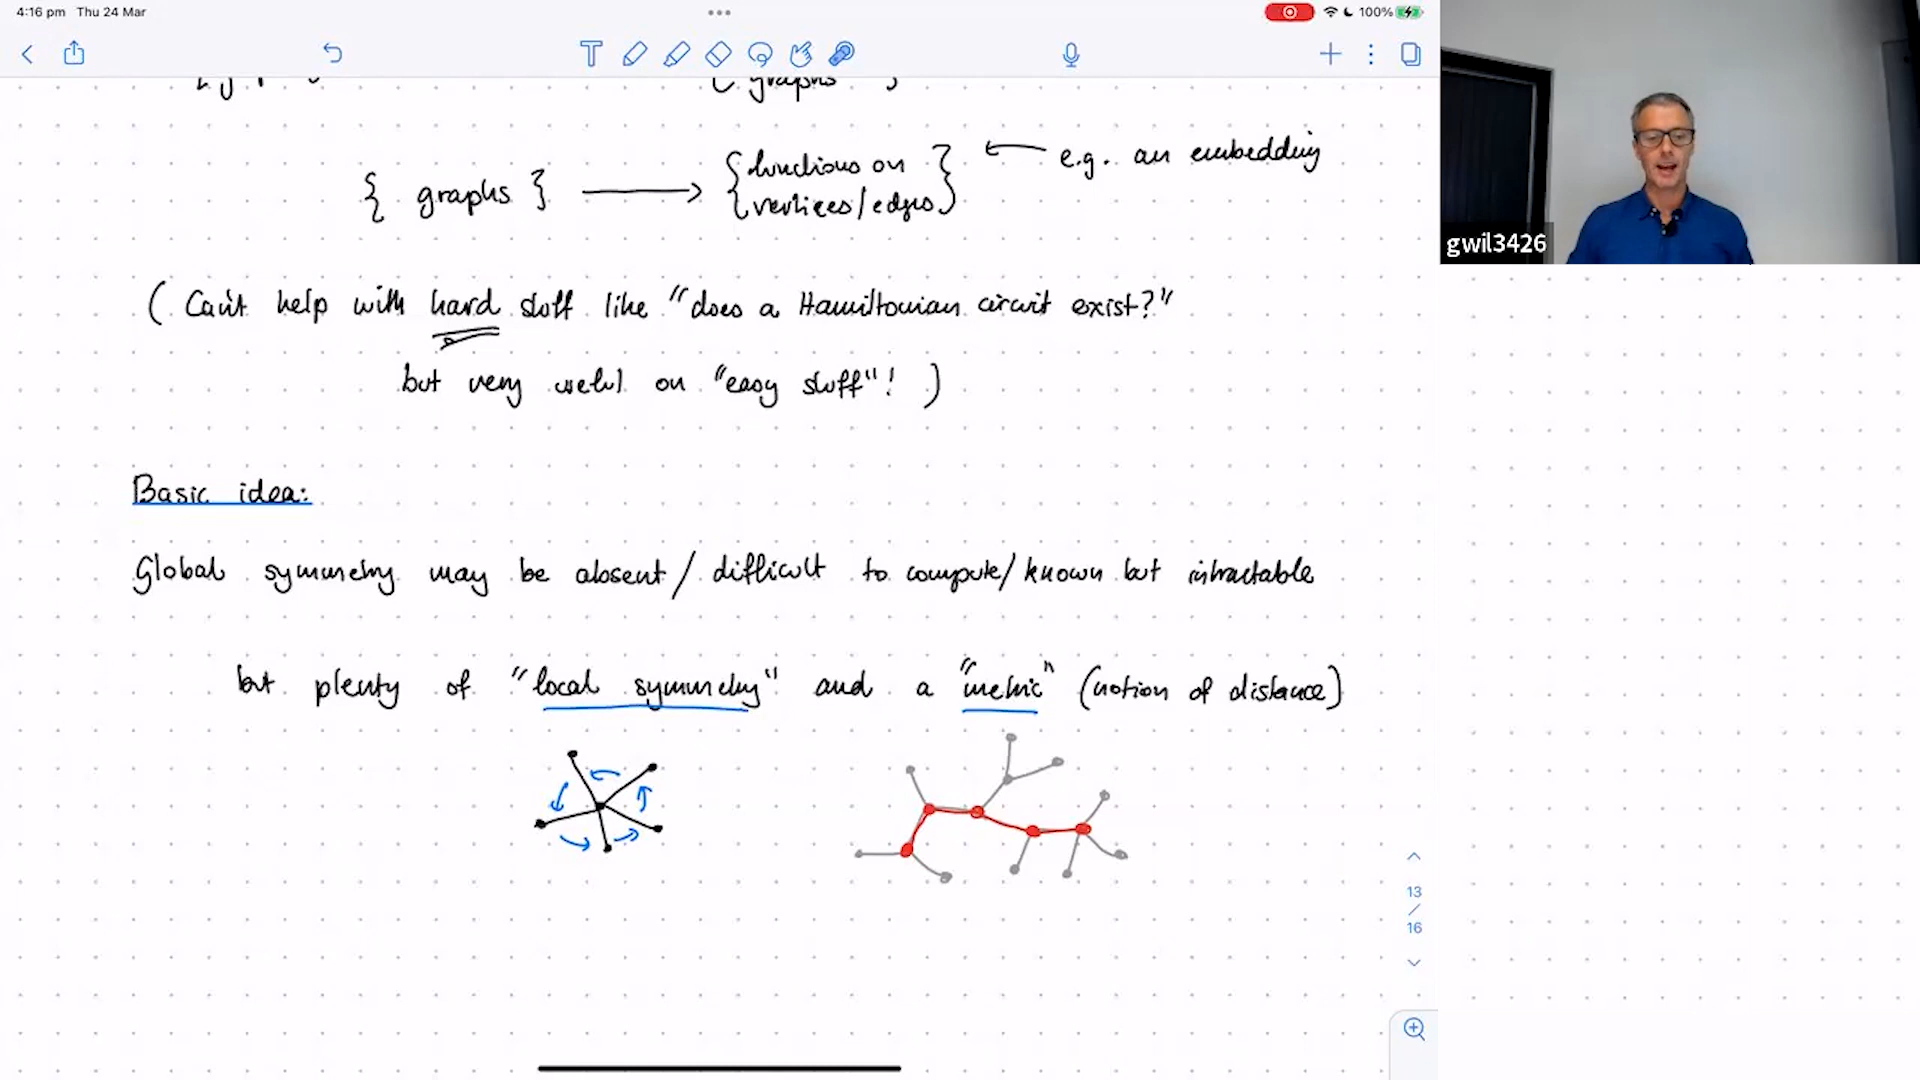 4:16 pm Thu 24 Mar
100%
graphs
{ graphs } ⟶ { functions on vertices/edges } ← e.g. an embedding
( Can't help with hard stuff like "does a Hamiltonian circuit exist?"
but very useful on "easy stuff"! )
Basic idea:
Global symmetry may be absent / difficult to compute / known but intractable
but plenty of "local symmetry" and a "metric" (notion of distance)
13
/
16
gwil3426